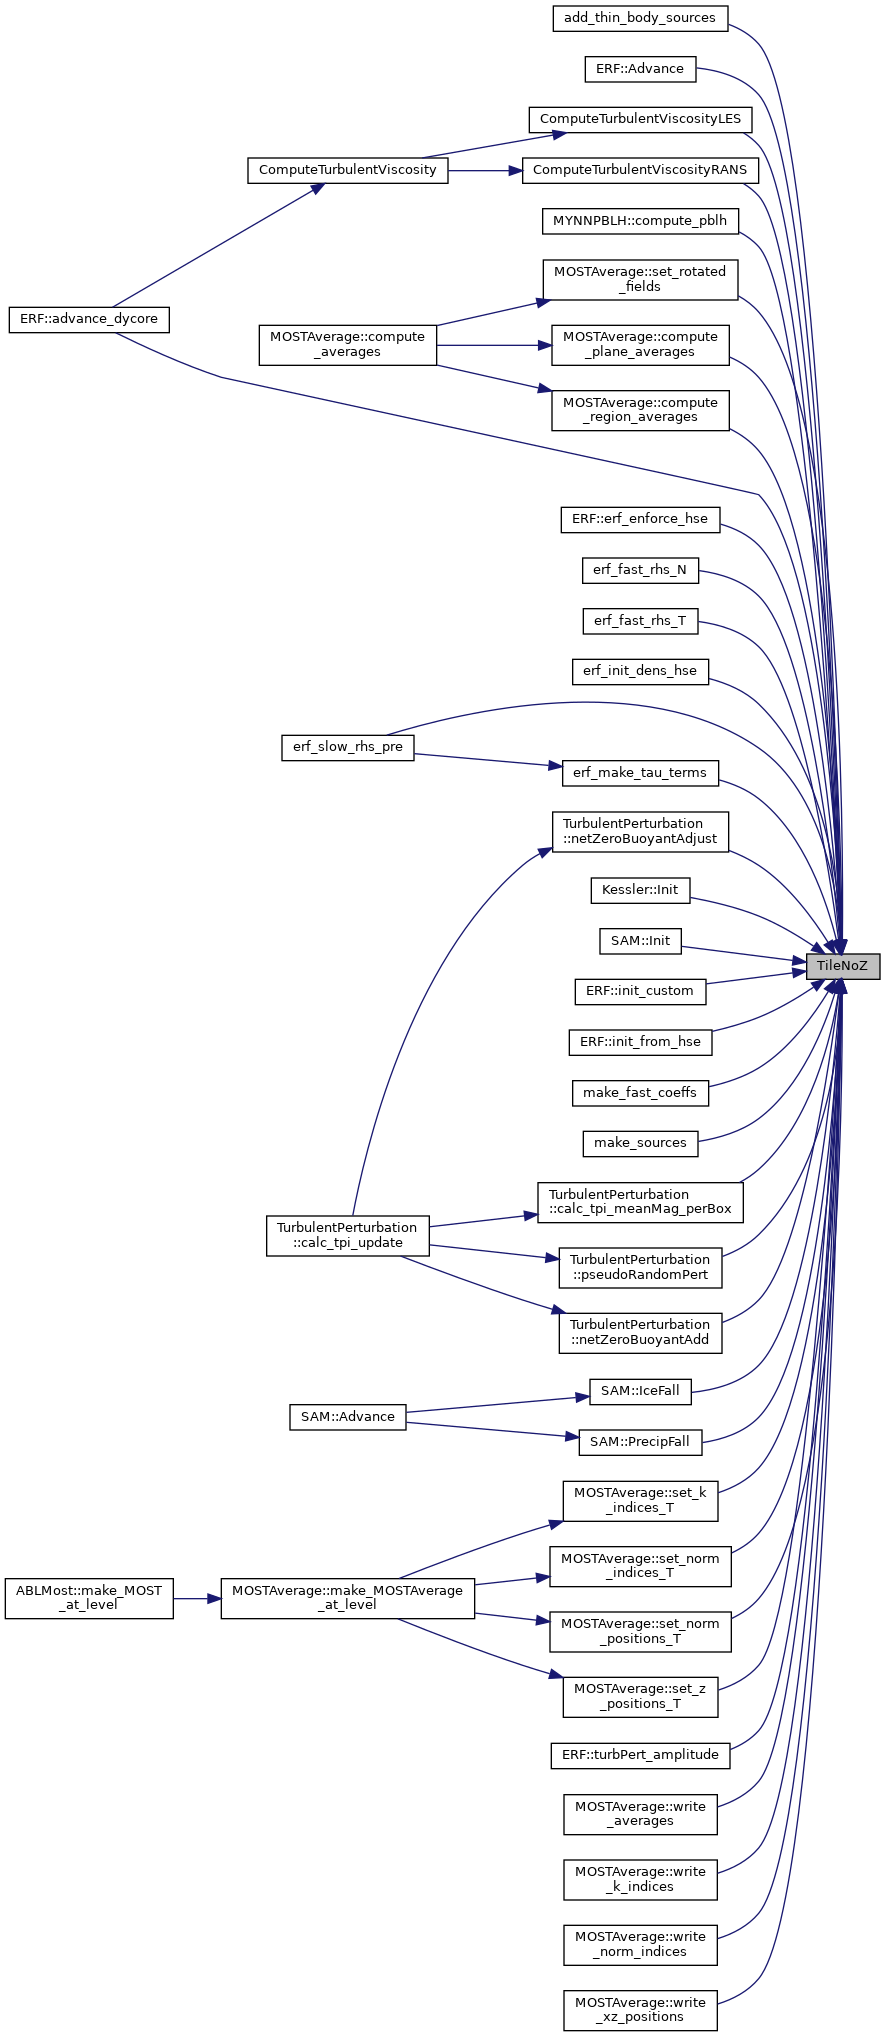 add_thin_body_sources
ERF::Advance
ComputeTurbulentViscosityLES
ComputeTurbulentViscosity
ComputeTurbulentViscosityRANS
MYNNPBLH::compute_pblh
MOSTAverage::set_rotated
_fields
ERF::advance_dycore
MOSTAverage::compute
_averages
MOSTAverage::compute
_plane_averages
MOSTAverage::compute
_region_averages
ERF::erf_enforce_hse
erf_fast_rhs_N
erf_fast_rhs_T
erf_init_dens_hse
erf_slow_rhs_pre
erf_make_tau_terms
TurbulentPerturbation
::netZeroBuoyantAdjust
Kessler::Init
SAM::Init
TileNoZ
ERF::init_custom
ERF::init_from_hse
make_fast_coeffs
make_sources
TurbulentPerturbation
::calc_tpi_meanMag_perBox
TurbulentPerturbation
::calc_tpi_update
TurbulentPerturbation
::pseudoRandomPert
TurbulentPerturbation
::netZeroBuoyantAdd
SAM::IceFall
SAM::Advance
SAM::PrecipFall
MOSTAverage::set_k
_indices_T
MOSTAverage::set_norm
_indices_T
ABLMost::make_MOST
_at_level
MOSTAverage::make_MOSTAverage
_at_level
MOSTAverage::set_norm
_positions_T
MOSTAverage::set_z
_positions_T
ERF::turbPert_amplitude
MOSTAverage::write
_averages
MOSTAverage::write
_k_indices
MOSTAverage::write
_norm_indices
MOSTAverage::write
_xz_positions